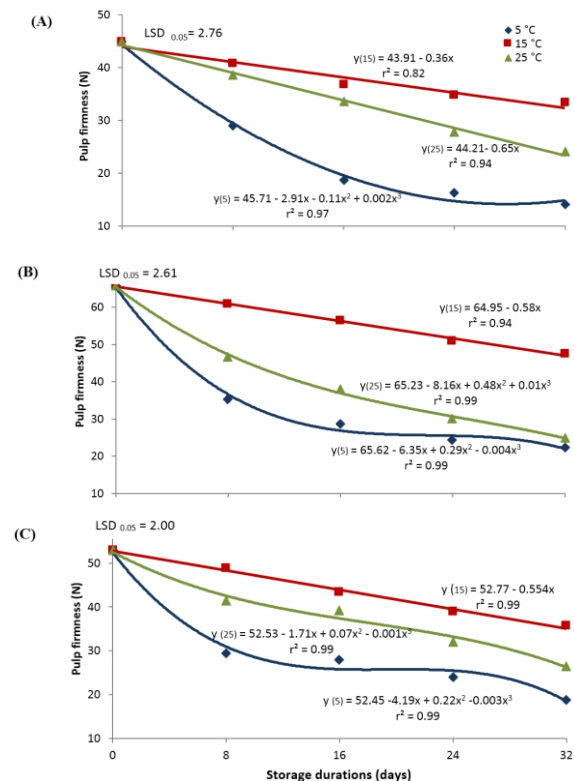 (A)
LSD 0.05= 2.76
5 °C
15 °C
25 °C
50
40
30
20
10
Pulp firmness (N)
y(15) = 43.91 - 0.36x
r² = 0.82
y(25) = 44.21- 0.65x
r² = 0.94
y(5) = 45.71 - 2.91x - 0.11x² + 0.002x³
r² = 0.97
(B)
LSD 0.05 = 2.61
60
50
40
30
20
10
Pulp firmness (N)
y(15) = 64.95 - 0.58x
r² = 0.94
y(25) = 65.23 - 8.16x + 0.48x² + 0.01x³
r² = 0.99
y(5) = 65.62 - 6.35x + 0.29x² - 0.004x³
r² = 0.99
(C)
LSD 0.05 = 2.00
50
40
30
20
10
Pulp firmness (N)
y (15) = 52.77 - 0.554x
r² = 0.99
y (25) = 52.53 - 1.71x + 0.07x² - 0.001x³
r² = 0.99
y (5) = 52.45 -4.19x + 0.22x² -0.003x³
r² = 0.99
0 8 16 24 32
Storage durations (days)